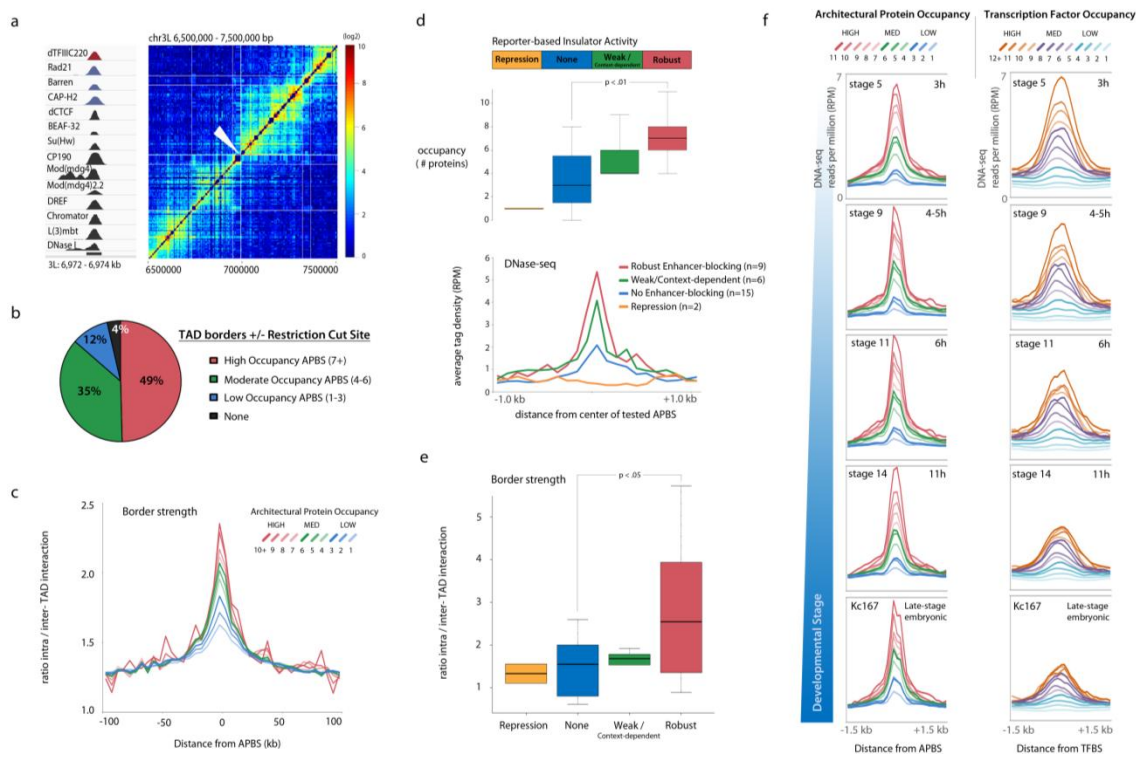 a
chr3L 6,500,000 - 7,500,000 bp
(log2)
dTFIIIC220
Rad21
Barren
CAP-H2
dCTCF
BEAF-32
Su(Hw)
CP190
Mod(mdg4)
Mod(mdg4)2.2
DREF
Chromator
L(3)mbt
DNase I
3L: 6,972 - 6,974 kb
10
8
6
4
2
0
6500000
7000000
7500000
b
TAD borders +/- Restriction Cut Site
4%
12%
35%
49%
High Occupancy APBS (7+)
Moderate Occupancy APBS (4-6)
Low Occupancy APBS (1-3)
None
c
Border strength
Architectural Protein Occupancy
HIGH MED LOW
10+ 9 8 7 6 5 4 3 2 1
ratio intra / inter- TAD interaction
2.5
2.0
1.5
1.0
-100 -50 0 50 100
Distance from APBS (kb)
d
Reporter-based Insulator Activity
Repression
None
Weak /
Context-dependent
Robust
p < .01
occupancy
( # proteins)
10
8
6
4
2
0
DNase-seq
Robust Enhancer-blocking (n=9)
Weak/Context-dependent (n=6)
No Enhancer-blocking (n=15)
Repression (n=2)
average tag density (RPM)
6
5
4
3
2
1
0
-1.0 kb
+1.0 kb
distance from center of tested APBS
e
Border strength
p < .05
ratio intra / inter- TAD interaction
5
4
3
2
1
Repression
None
Weak /
Context-dependent
Robust
f
Architectural Protein Occupancy
HIGH MED LOW
11 10 9 8 7 6 5 4 3 2 1
Transcription Factor Occupancy
HIGH MED LOW
12+ 11 10 9 8 7 6 5 4 3 2 1
DNA-seq
reads per million (RPM)
7
0
stage 5 3h
DNA-seq
reads per million (RPM)
7
0
stage 5 3h
stage 9 4-5h
stage 9 4-5h
stage 11 6h
stage 11 6h
stage 14 11h
stage 14 11h
Kc167
Kc167 Late-stage
embryonic
Developmental Stage
-1.5 kb +1.5 kb
-1.5 kb +1.5 kb
Distance from APBS
Distance from TFBS